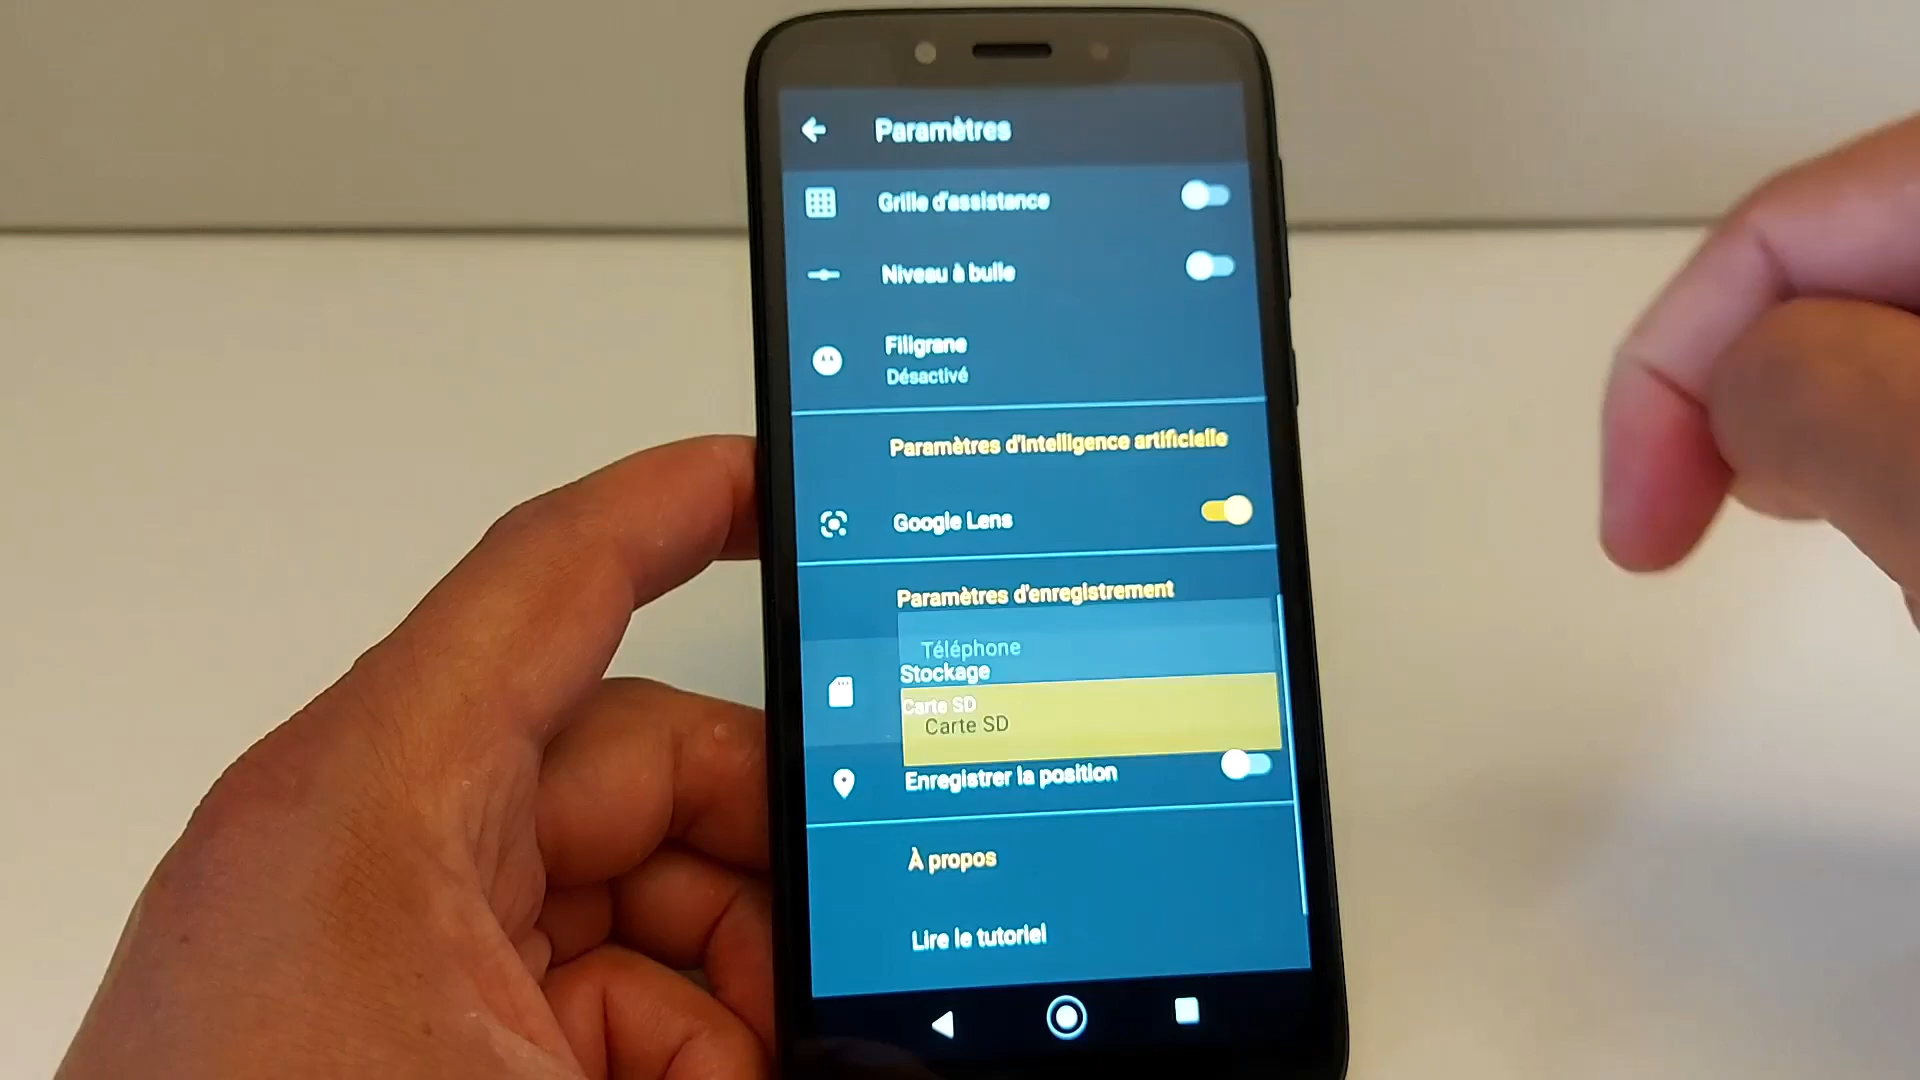 Paramètres
Grille d'assistance
Niveau à bulle
Filigrane
Désactivé
Paramètres d'intelligence artificielle
Google Lens
Paramètres d'enregistrement
Téléphone
Stockage
Carte SD
Carte SD
Enregistrer la position
À propos
Lire le tutoriel